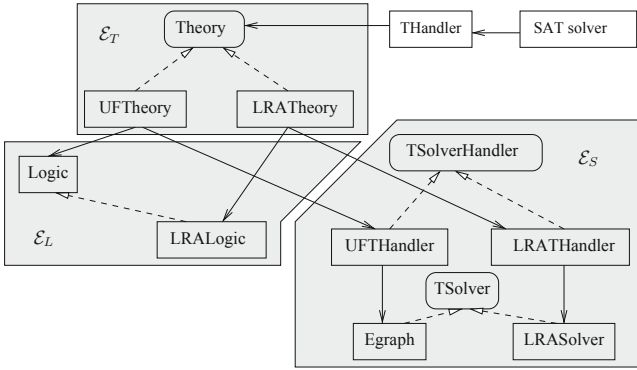 ℰ_T Theory THandler SAT solver
UFTheory LRATheory
TSolverHandler ℰ_S
Logic
ℰ_L LRALogic UFTHandler LRATHandler
TSolver
Egraph LRASolver